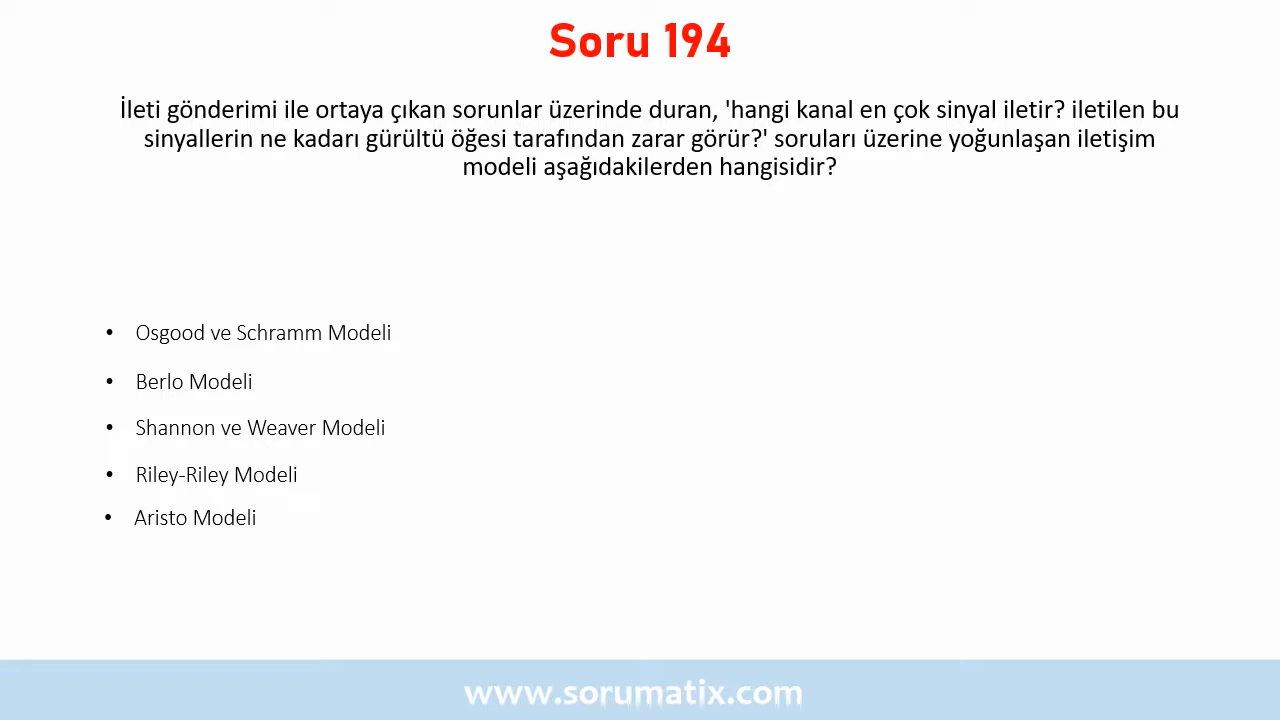 Soru 194
İleti gönderimi ile ortaya çıkan sorunlar üzerinde duran, 'hangi kanal en çok sinyal iletir? iletilen bu
sinyallerin ne kadarı gürültü öğesi tarafından zarar görür?' soruları üzerine yoğunlaşan iletişim
modeli aşağıdakilerden hangisidir?
• Osgood ve Schramm Modeli
• Berlo Modeli
• Shannon ve Weaver Modeli
• Riley-Riley Modeli
• Aristo Modeli
www.sorumatix.com